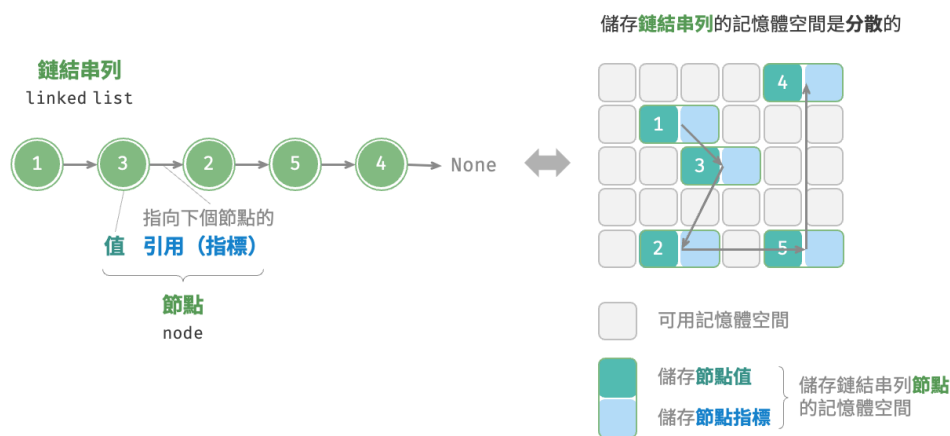 儲存鏈結串列的記憶體空間是分散的
鏈結串列
linked list
1
3
2
5
4
None
指向下個節點的
值
引用（指標）
節點
node
4
1
3
2
5
可用記憶體空間
儲存節點值
儲存節點指標
儲存鏈結串列節點
的記憶體空間